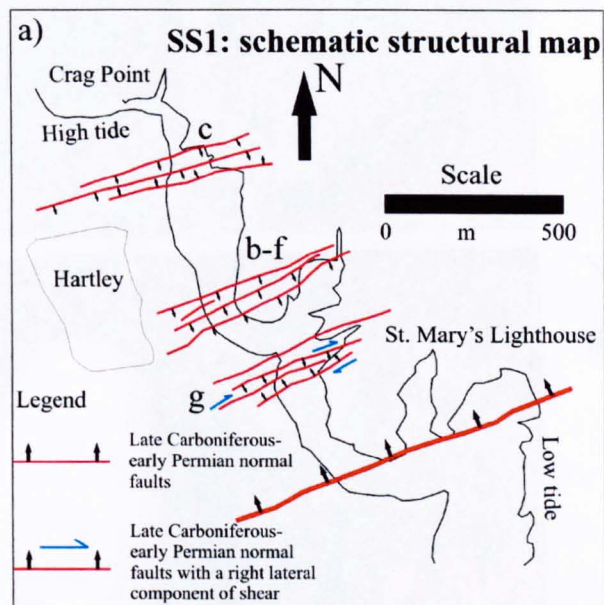 a)
SS1: schematic structural map
Crag Point
N
High tide
c
Scale
0 m 500
b-f
Hartley
St. Mary's Lighthouse
g
Legend
Late Carboniferous-
early Permian normal
faults
Low tide
Late Carboniferous-
early Permian normal
faults with a right lateral
component of shear